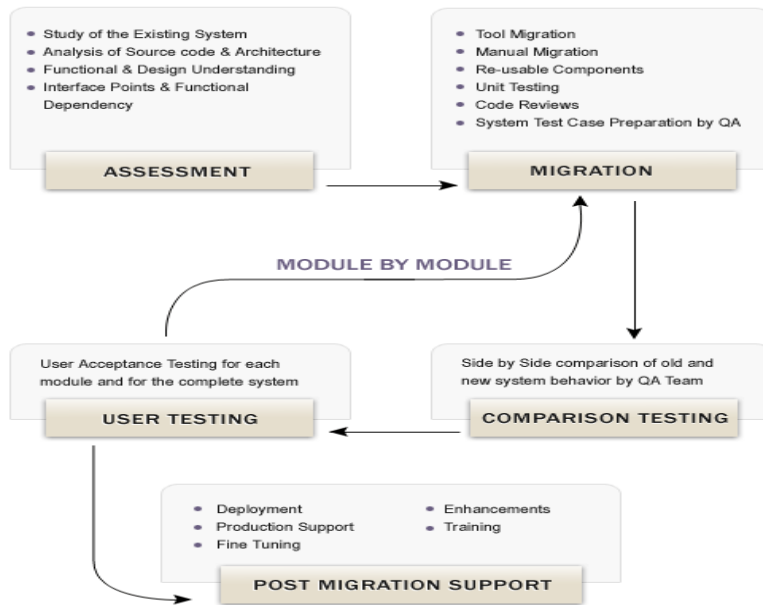 Study of the Existing System
Analysis of Source code & Architecture
Functional & Design Understanding
Interface Points & Functional
Dependency
ASSESSMENT
Tool Migration
Manual Migration
Re-usable Components
Unit Testing
Code Reviews
System Test Case Preparation by QA
MIGRATION
MODULE BY MODULE
User Acceptance Testing for each
module and for the complete system
USER TESTING
Side by Side comparison of old and
new system behavior by QA Team
COMPARISON TESTING
Deployment
Production Support
Fine Tuning
Enhancements
Training
POST MIGRATION SUPPORT